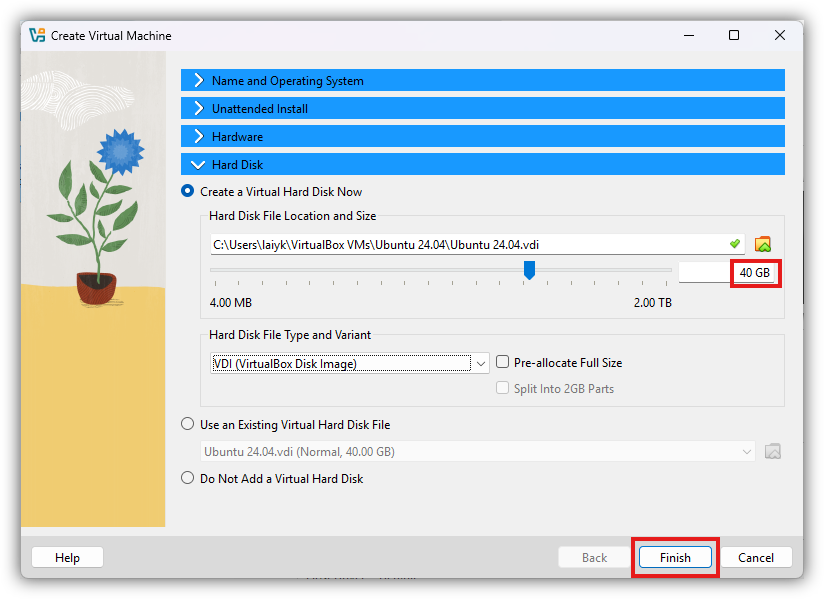 Create Virtual Machine
Name and Operating System
Unattended Install
Hardware
Hard Disk
Create a Virtual Hard Disk Now
Hard Disk File Location and Size
C:\Users\laiyk\VirtualBox VMs\Ubuntu 24.04\Ubuntu 24.04.vdi
40 GB
4.00 MB 2.00 TB
Hard Disk File Type and Variant
VDI (VirtualBox Disk Image) Pre-allocate Full Size
Split Into 2GB Parts
Use an Existing Virtual Hard Disk File
Ubuntu 24.04.vdi (Normal, 40.00 GB)
Do Not Add a Virtual Hard Disk
Help Back Finish Cancel